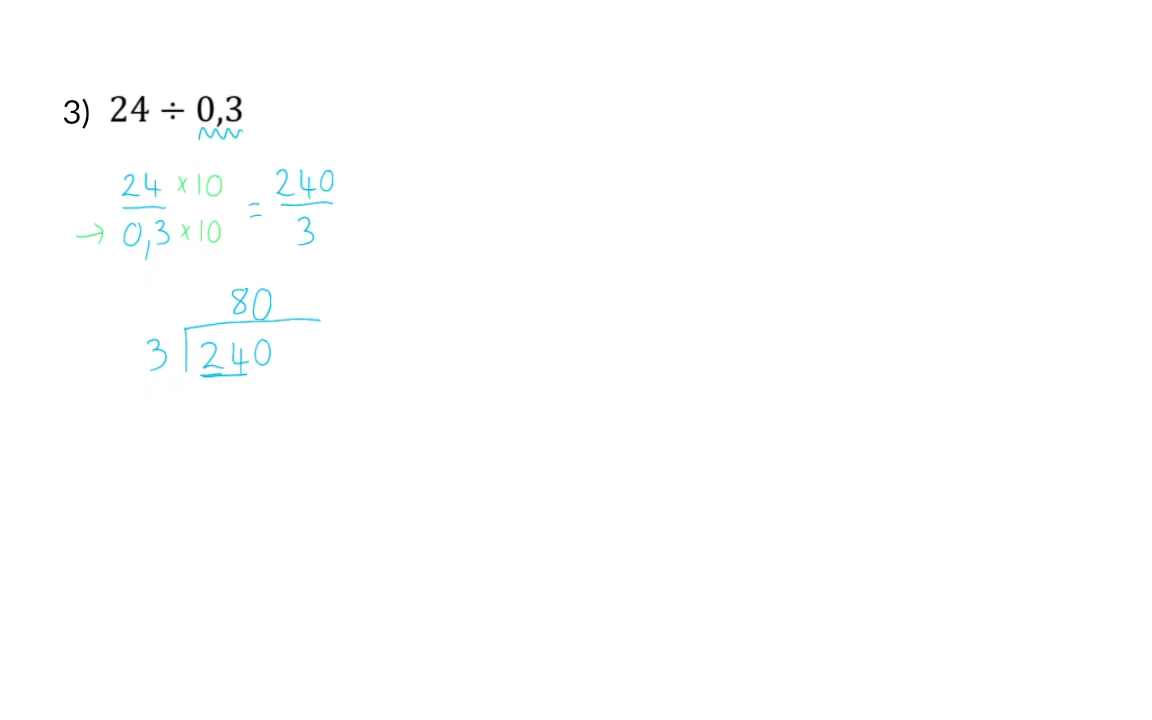 3) 24 ÷ 0,3
24 × 10 = 240
→ 0,3 × 10 3
80
3 240